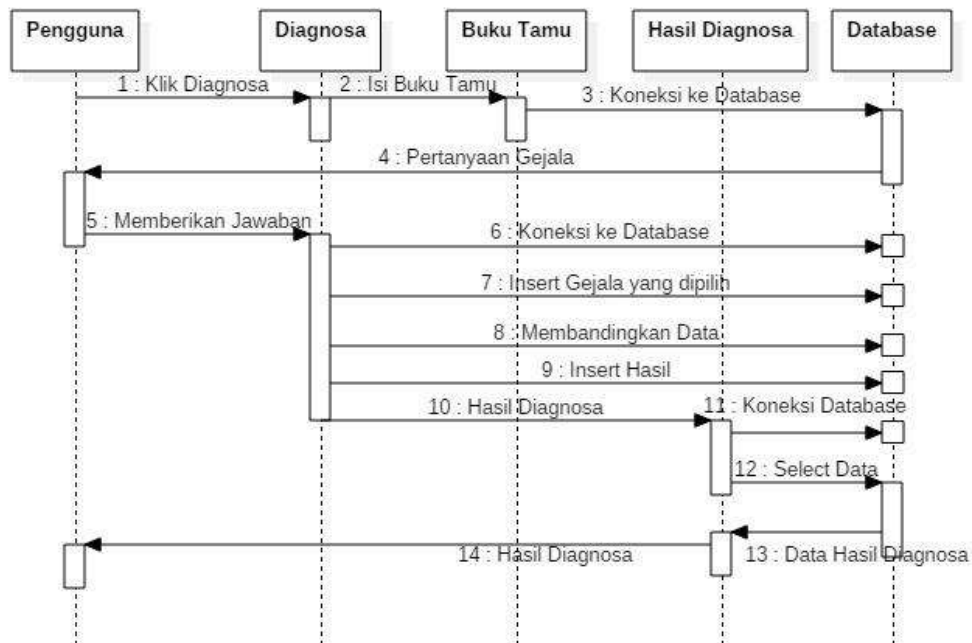 Pengguna
Diagnosa
Buku Tamu
Hasil Diagnosa
Database
1 : Klik Diagnosa
2 : Isi Buku Tamu
3 : Koneksi ke Database
4 : Pertanyaan Gejala
5 : Memberikan Jawaban
6 : Koneksi ke Database
7 : Insert Gejala yang dipilih
8 : Membandingkan Data
9 : Insert Hasil
10 : Hasil Diagnosa
11 : Koneksi Database
12 : Select Data
13 : Data Hasil Diagnosa
14 : Hasil Diagnosa